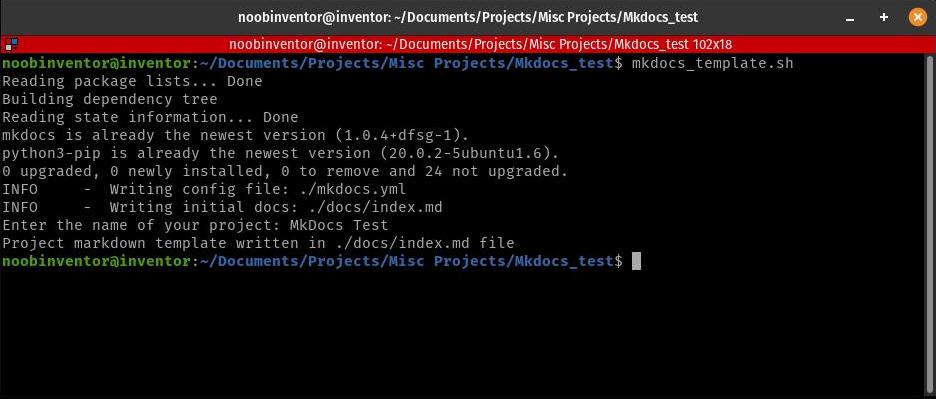 noobinventor@inventor: ~/Documents/Projects/Misc Projects/Mkdocs_test
noobinventor@inventor: ~/Documents/Projects/Misc Projects/Mkdocs_test 102x18
noobinventor@inventor:~/Documents/Projects/Misc Projects/Mkdocs_test$ mkdocs_template.sh
Reading package lists... Done
Building dependency tree
Reading state information... Done
mkdocs is already the newest version (1.0.4+dfsg-1).
python3-pip is already the newest version (20.0.2-5ubuntu1.6).
0 upgraded, 0 newly installed, 0 to remove and 24 not upgraded.
INFO     -  Writing config file: ./mkdocs.yml
INFO     -  Writing initial docs: ./docs/index.md
Enter the name of your project: MkDocs Test
Project markdown template written in ./docs/index.md file
noobinventor@inventor:~/Documents/Projects/Misc Projects/Mkdocs_test$